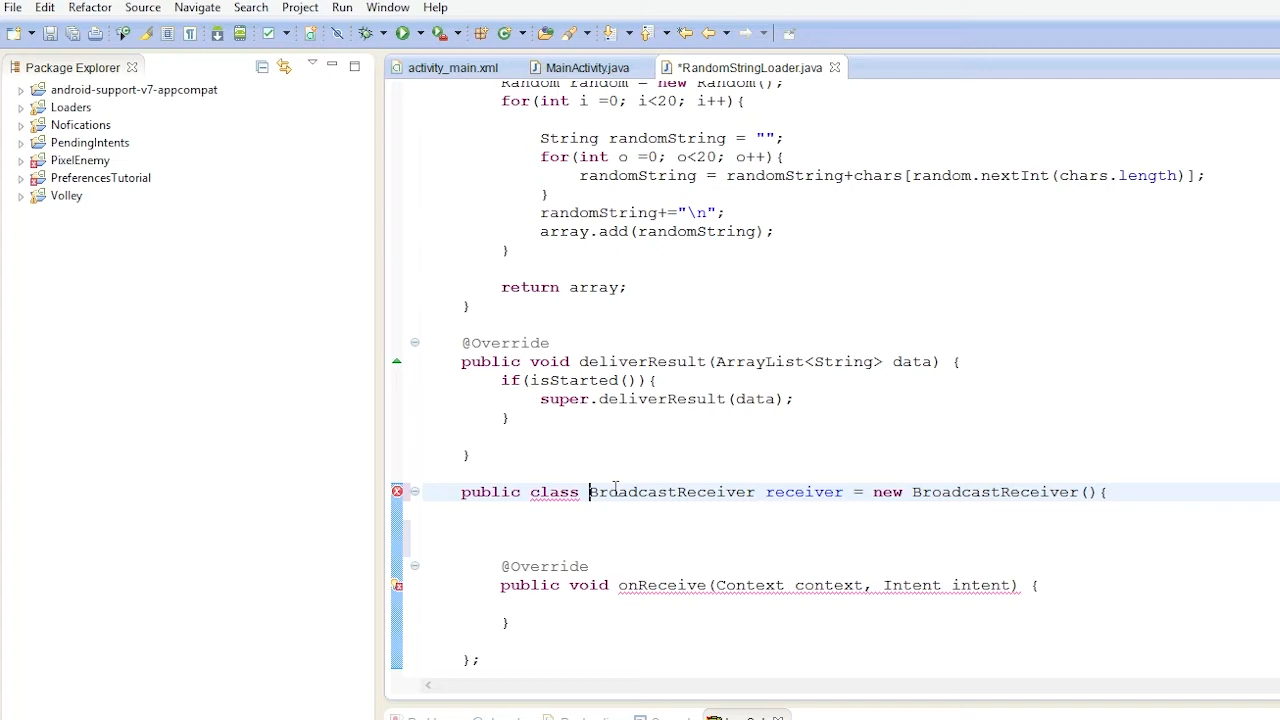 File Edit Refactor Source Navigate Search Project Run Window Help
Package Explorer
activity_main.xml MainActivity.java *RandomStringLoader.java
android-support-v7-appcompat
Loaders
Nofications
PendingIntents
PixelEnemy
PreferencesTutorial
Volley
Random random = new Random();
for(int i =0; i<20; i++){
String randomString = "";
for(int o =0; o<20; o++){
randomString = randomString+chars[random.nextInt(chars.length)];
}
randomString+="\n";
array.add(randomString);
}
return array;
}
@Override
public void deliverResult(ArrayList<String> data) {
if(isStarted()){
super.deliverResult(data);
}
}
public class BroadcastReceiver receiver = new BroadcastReceiver(){
@Override
public void onReceive(Context context, Intent intent) {
}
};